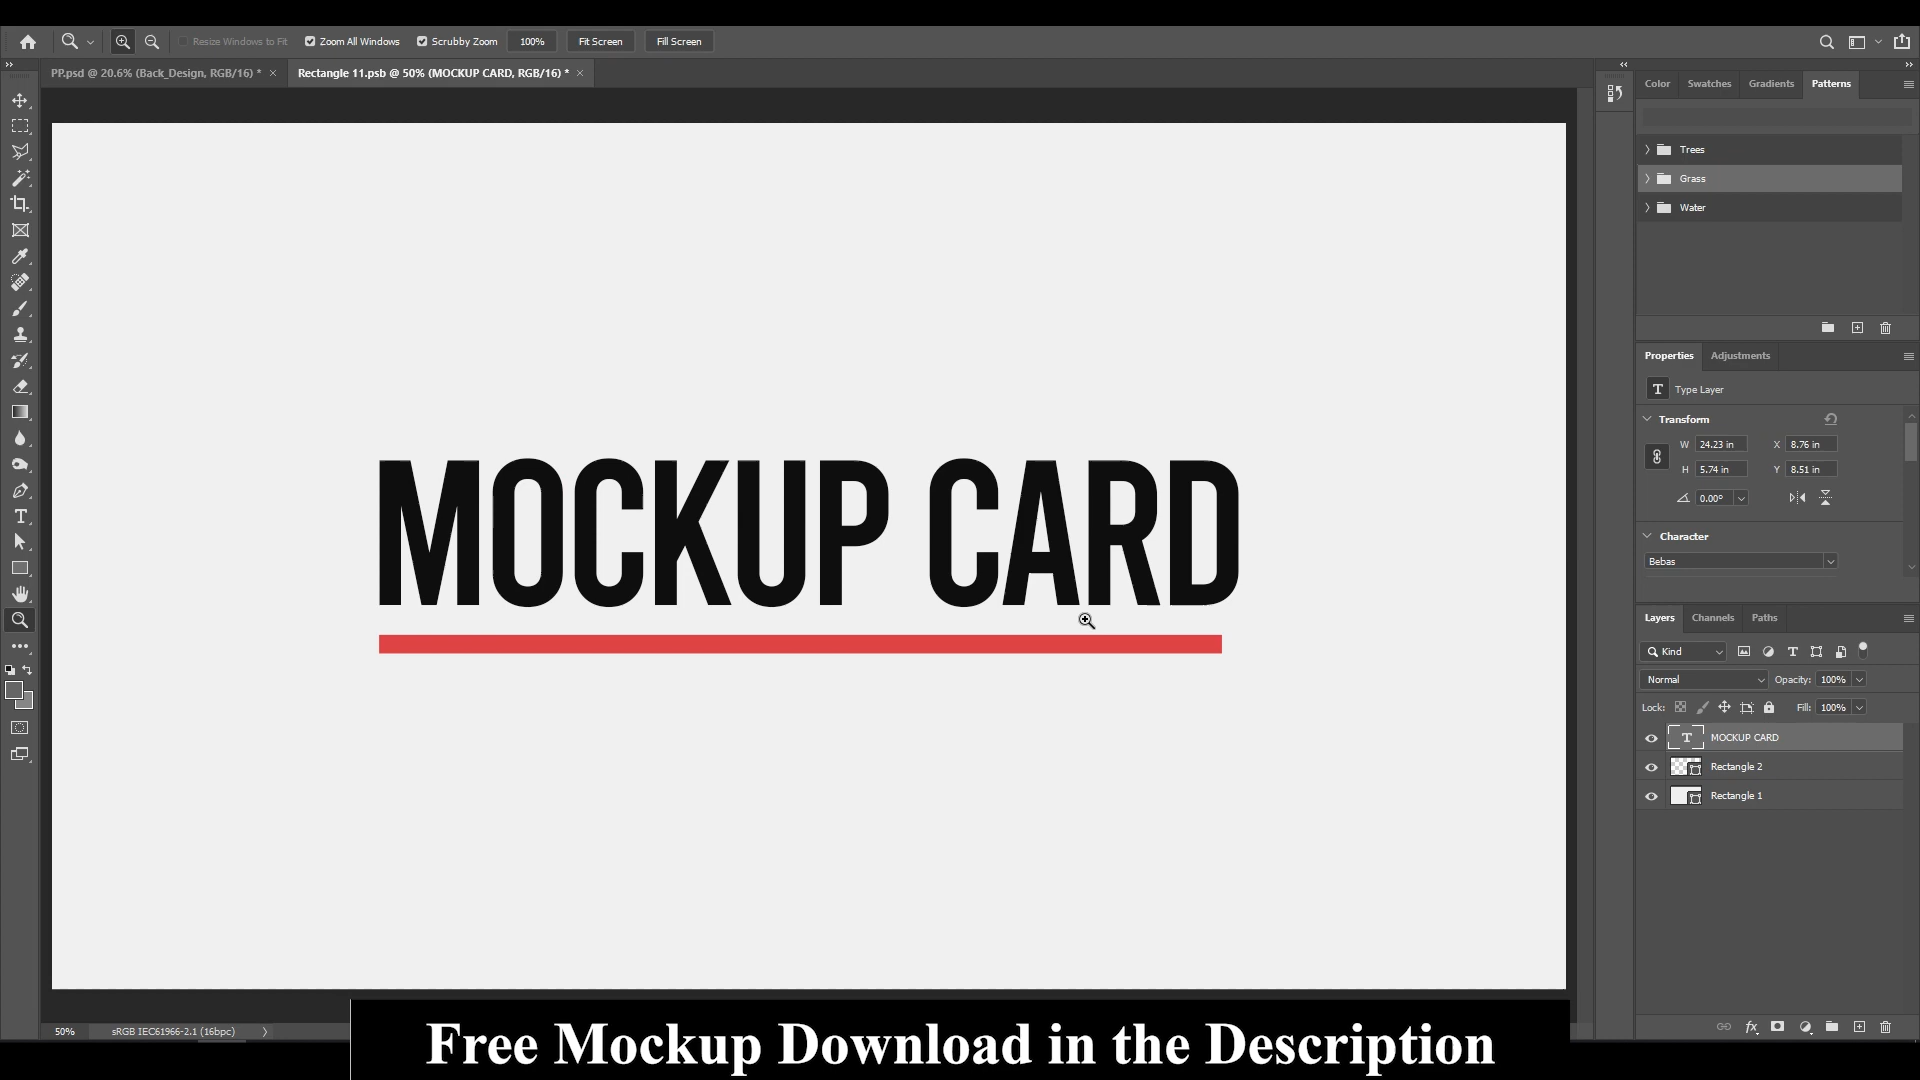 Resize Windows to Fit Zoom All Windows Scrubby Zoom 100% Fit Screen Fill Screen
PP.psd @ 20.6% (Back_Design, RGB/16) * Rectangle 11.psb @ 50% (MOCKUP CARD, RGB/16) *
Color Swatches Gradients Patterns
Trees
Grass
Water
Properties Adjustments
T Type Layer
Transform
W 24.23 in X 8.76 in
H 5.74 in Y 8.51 in
0.00°
Character
Bebas
MOCKUP CARD
Layers Channels Paths
Kind
Normal Opacity: 100%
Lock: Fill: 100%
T MOCKUP CARD
Rectangle 2
Rectangle 1
50% sRGB IEC61966-2.1 (16bpc)
fx
Free Mockup Download in the Description